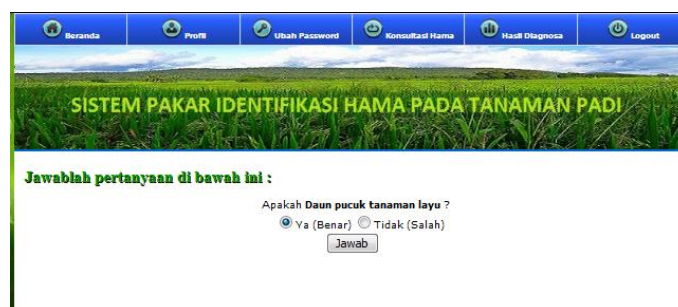 Beranda Profil Ubah Password Konsultasi Hama Hasil Diagnosa Logout
SISTEM PAKAR IDENTIFIKASI HAMA PADA TANAMAN PADI
Jawablah pertanyaan di bawah ini :
Apakah Daun pucuk tanaman layu ?
Ya (Benar) Tidak (Salah)
Jawab